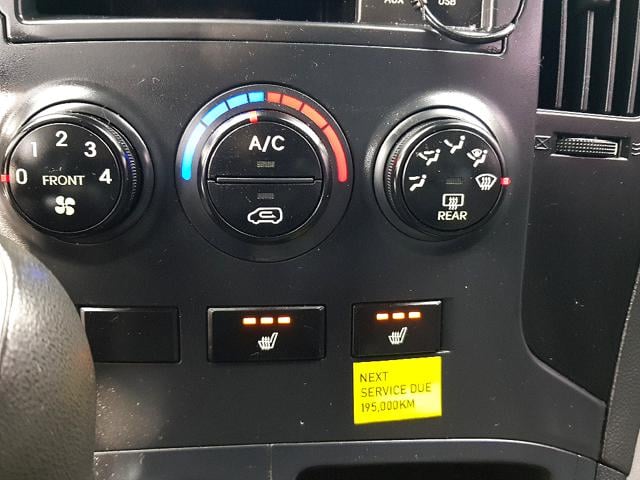 AUX
USB
0 1 2 3 4
FRONT
A/C
REAR
NEXT
SERVICE DUE
195,000KM